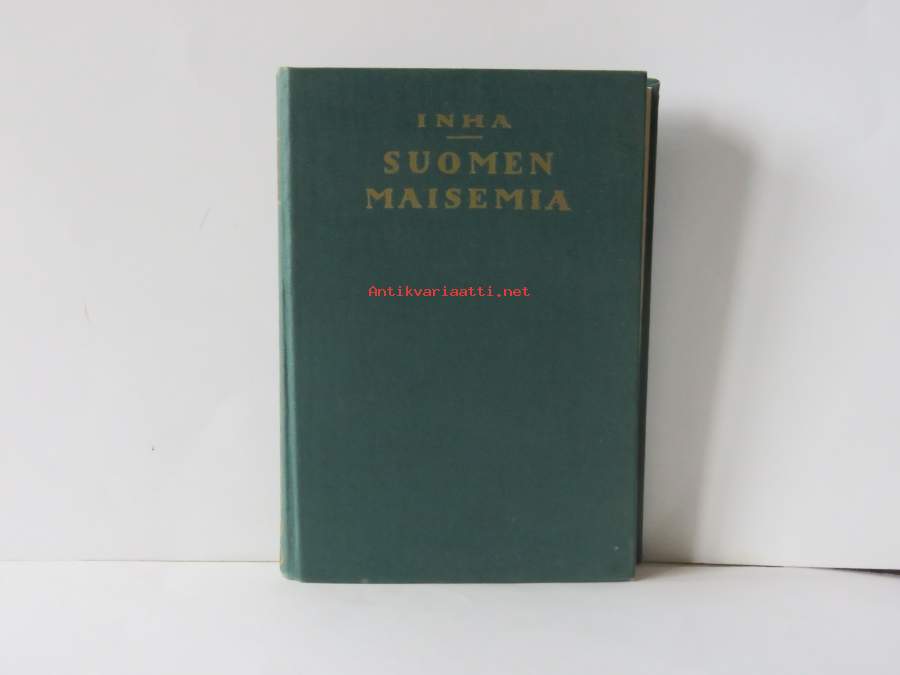 INHA
SUOMEN
MAISEMIA
Antikvariaatti.net